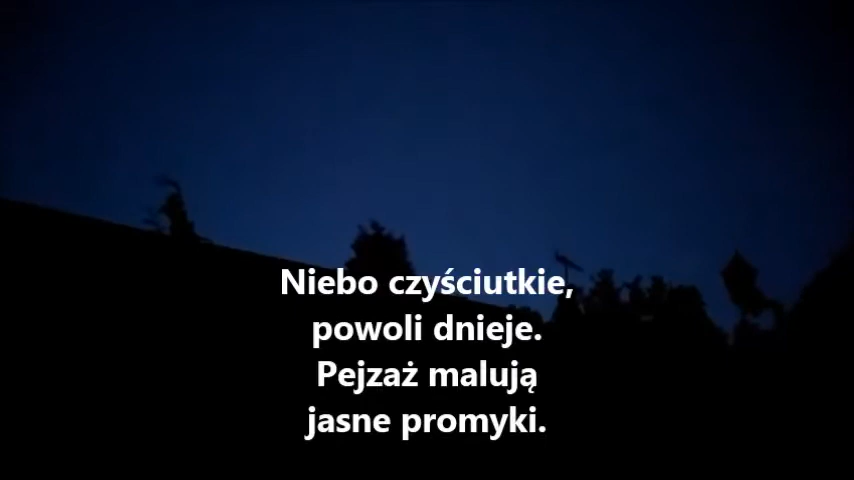 Niebo czyściutkie,
powoli dnieje.
Pejzaż malują
jasne promyki.